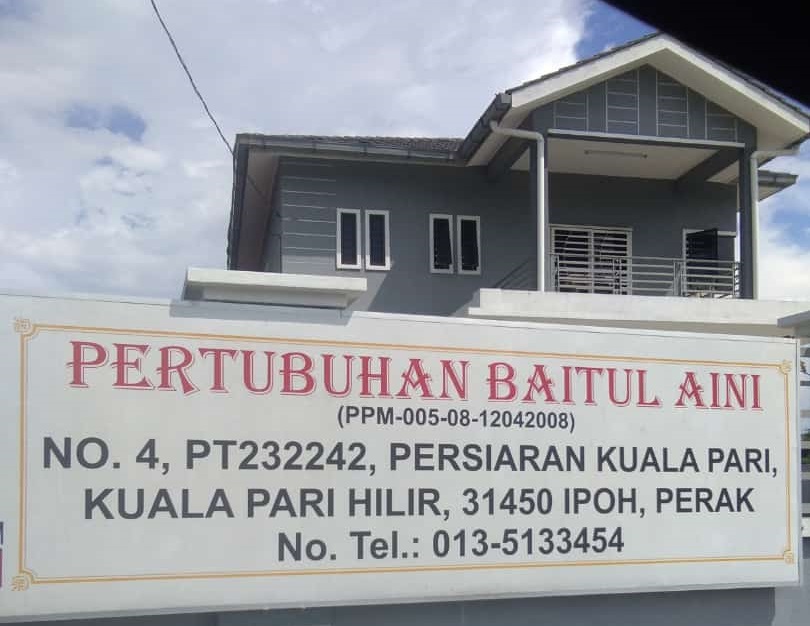 PERTUBUHAN BAITUL AINI
(PPM-005-08-12042008)
NO. 4, PT232242, PERSIARAN KUALA PARI,
KUALA PARI HILIR, 31450 IPOH, PERAK
No. Tel.: 013-5133454